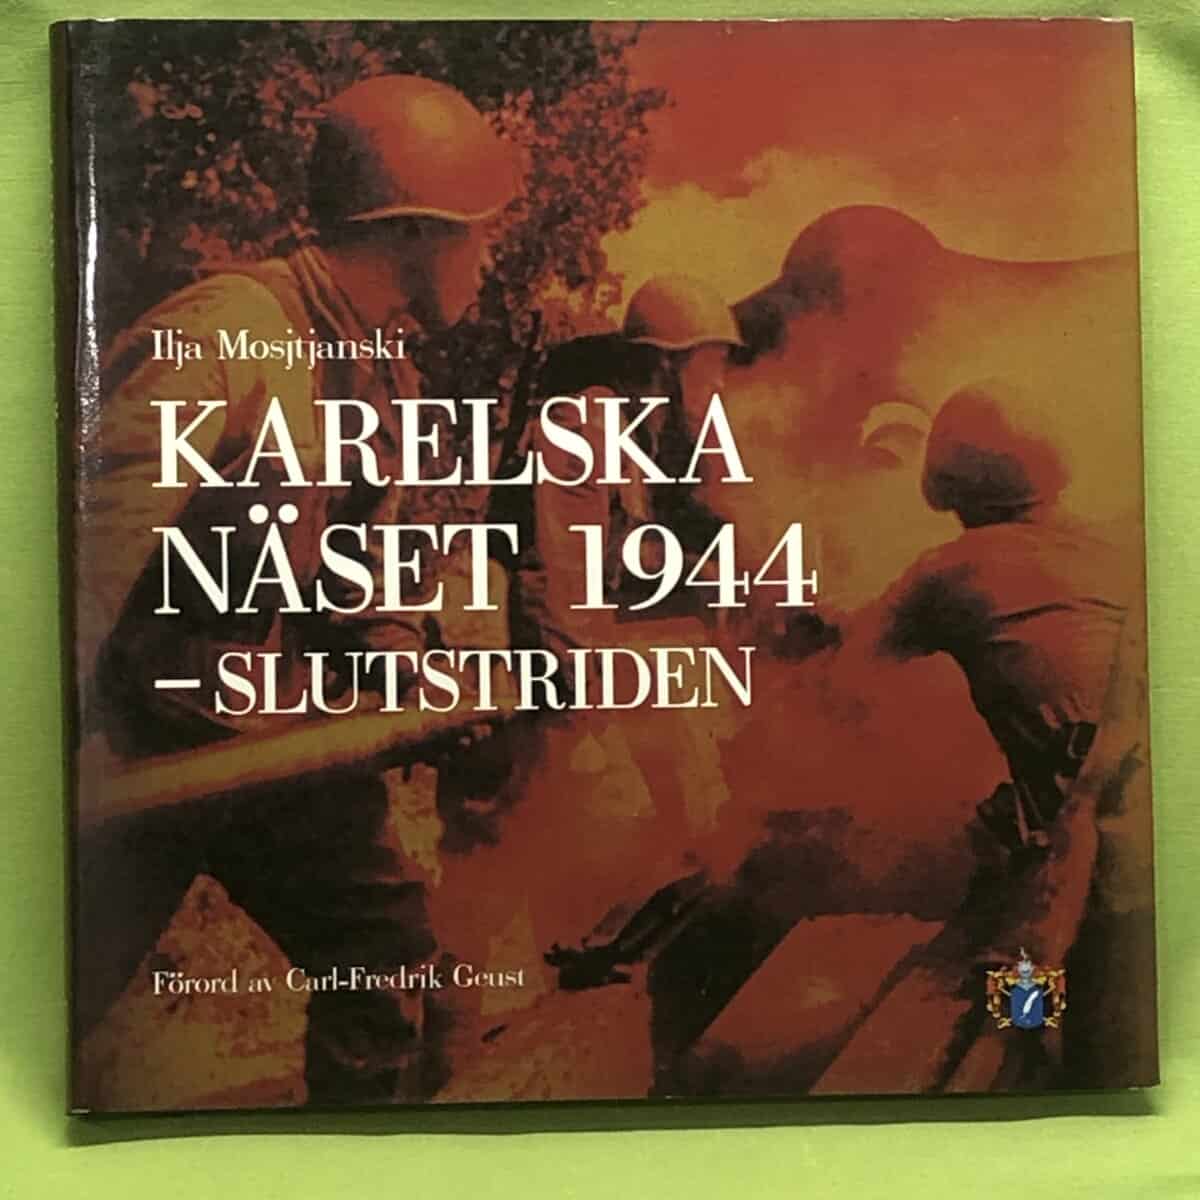 Ilja Mosjtjanski
KARELSKA
NÄSET 1944
– SLUTSTRIDEN
Förord av Carl-Fredrik Geust